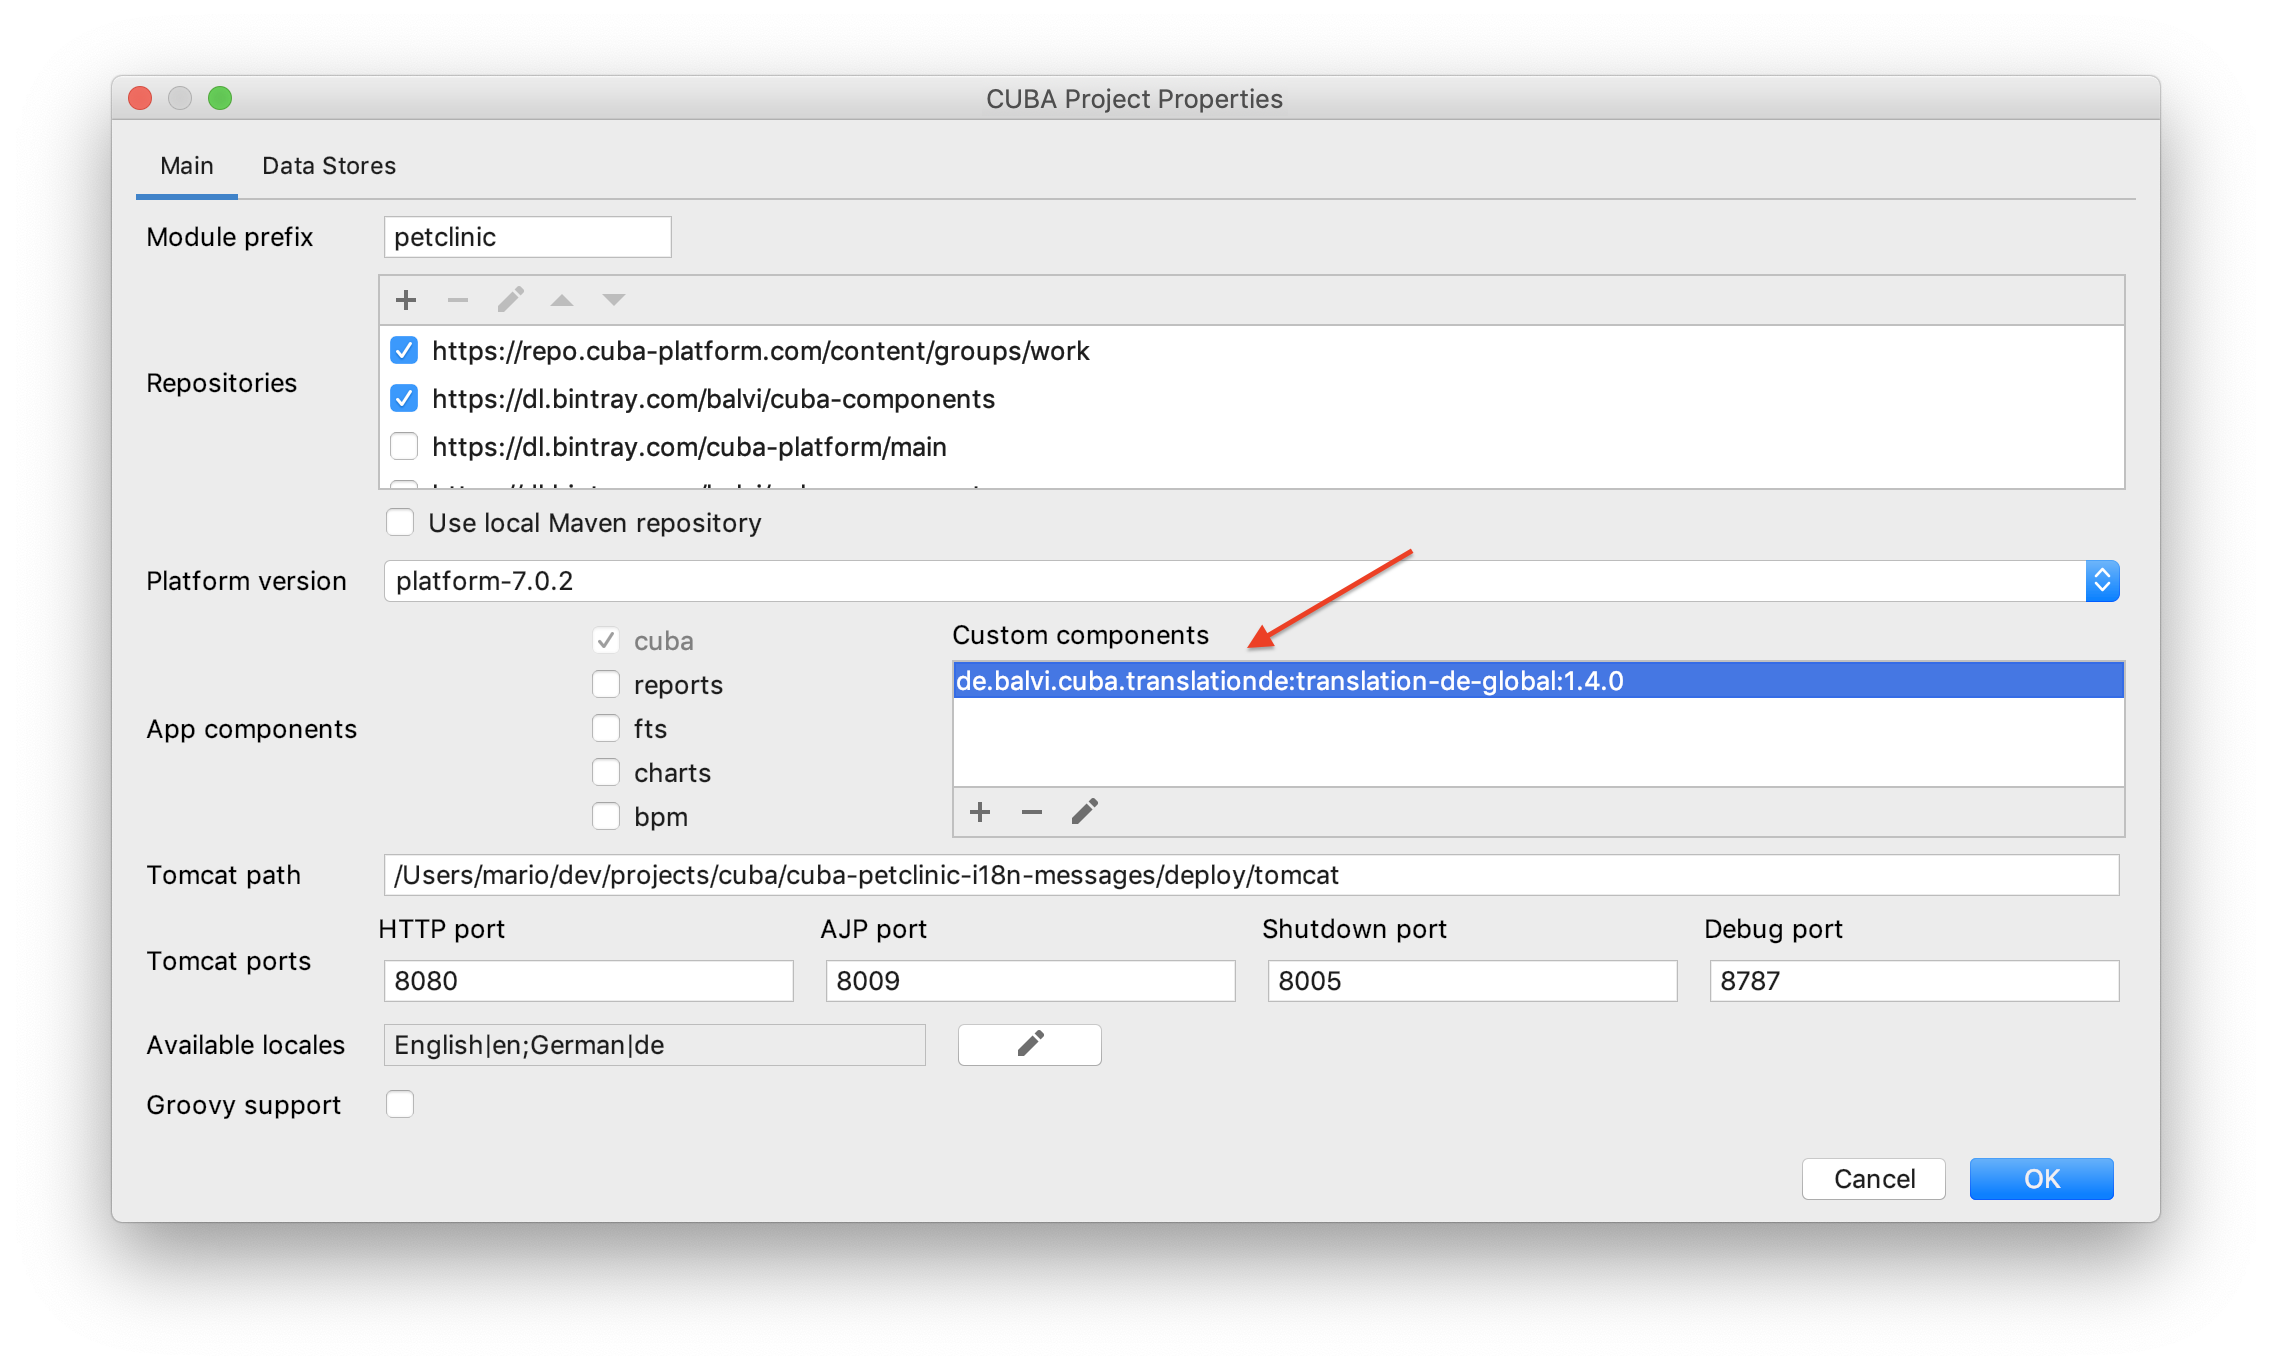 CUBA Project Properties
Main Data Stores
Module prefix petclinic
Repositories
https://repo.cuba-platform.com/content/groups/work
https://dl.bintray.com/balvi/cuba-components
https://dl.bintray.com/cuba-platform/main
Use local Maven repository
Platform version platform-7.0.2
App components
cuba
reports
fts
charts
bpm
Custom components
de.balvi.cuba.translationde:translation-de-global:1.4.0
Tomcat path /Users/mario/dev/projects/cuba/cuba-petclinic-i18n-messages/deploy/tomcat
Tomcat ports
HTTP port AJP port Shutdown port Debug port
8080 8009 8005 8787
Available locales English|en;German|de
Groovy support
Cancel OK